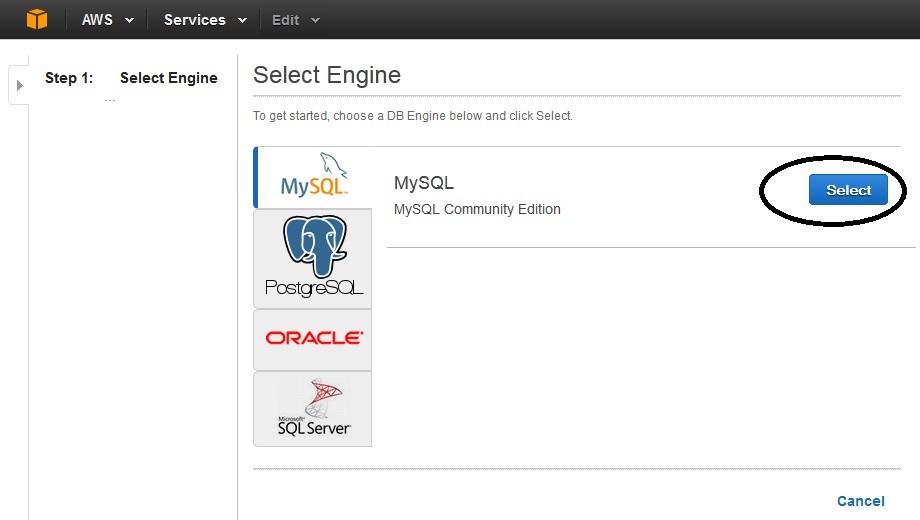 AWS Services Edit
Step 1: Select Engine
...
Select Engine
To get started, choose a DB Engine below and click Select.
MySQL
MySQL
MySQL Community Edition
Select
PostgreSQL
ORACLE
Microsoft
SQL Server
Cancel